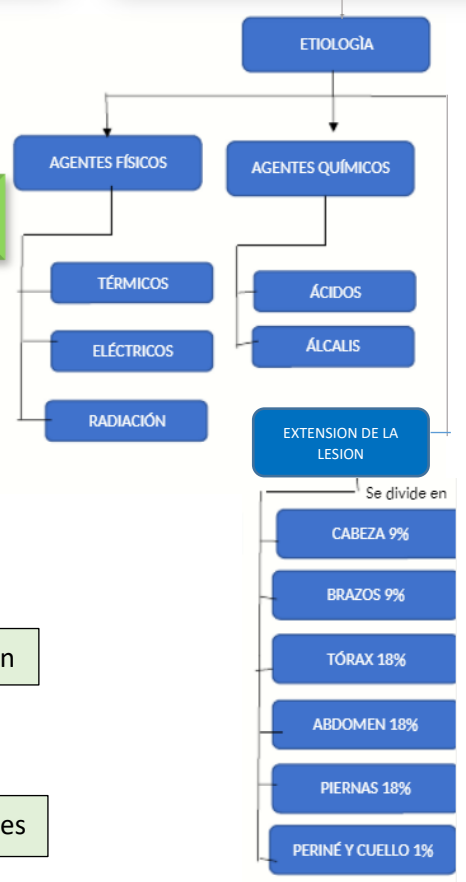 ETIOLOGÌA
AGENTES FÍSICOS
AGENTES QUÍMICOS
TÉRMICOS
ELÉCTRICOS
RADIACIÓN
ÁCIDOS
ÁLCALIS
EXTENSION DE LA
LESION
Se divide en
CABEZA 9%
BRAZOS 9%
TÓRAX 18%
ABDOMEN 18%
PIERNAS 18%
PERINÉ Y CUELLO 1%
n
es